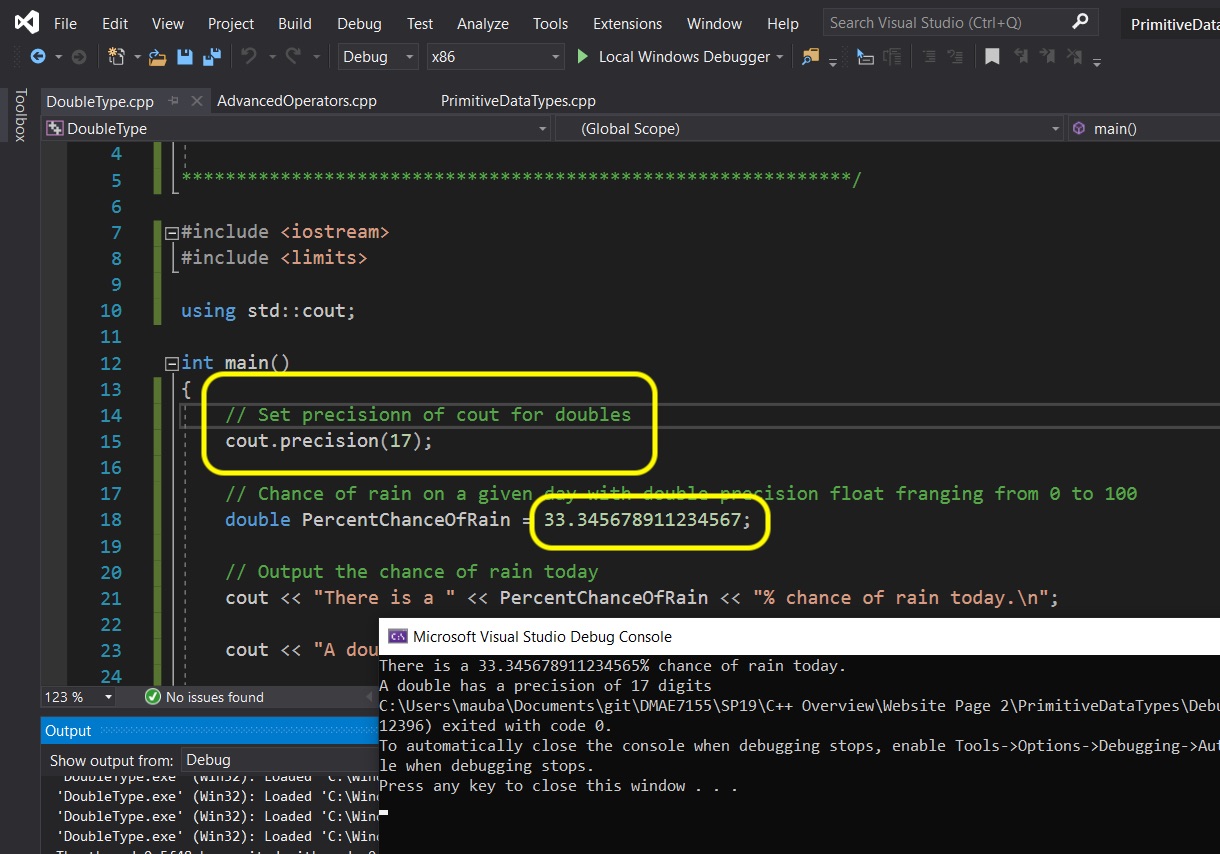 File Edit View Project Build Debug Test Analyze Tools Extensions Window Help Search Visual Studio (Ctrl+Q) PrimitiveData
Debug x86 Local Windows Debugger
Toolbox
DoubleType.cpp AdvancedOperators.cpp PrimitiveDataTypes.cpp
DoubleType (Global Scope) main()
4
5 *************************************************************/
6
7 #include <iostream>
8 #include <limits>
9
10 using std::cout;
11
12 int main()
13 {
14 // Set precisionn of cout for doubles
15 cout.precision(17);
16
17 // Chance of rain on a given day with double precision float franging from 0 to 100
18 double PercentChanceOfRain = 33.345678911234567;
19
20 // Output the chance of rain today
21 cout << "There is a " << PercentChanceOfRain << "% chance of rain today.\n";
22
23 cout << "A dou
24
123 % No issues found
Output
Show output from: Debug
'DoubleType.exe' (Win32): Loaded 'C:\Win
'DoubleType.exe' (Win32): Loaded 'C:\Wind
'DoubleType.exe' (Win32): Loaded 'C:\Wind
'DoubleType.exe' (Win32): Loaded 'C:\Wind
Microsoft Visual Studio Debug Console
There is a 33.345678911234565% chance of rain today.
A double has a precision of 17 digits
C:\Users\mauba\Documents\git\DMAE7155\SP19\C++ Overview\Website Page 2\PrimitiveDataTypes\Debu
12396) exited with code 0.
To automatically close the console when debugging stops, enable Tools->Options->Debugging->Aut
le when debugging stops.
Press any key to close this window . . .